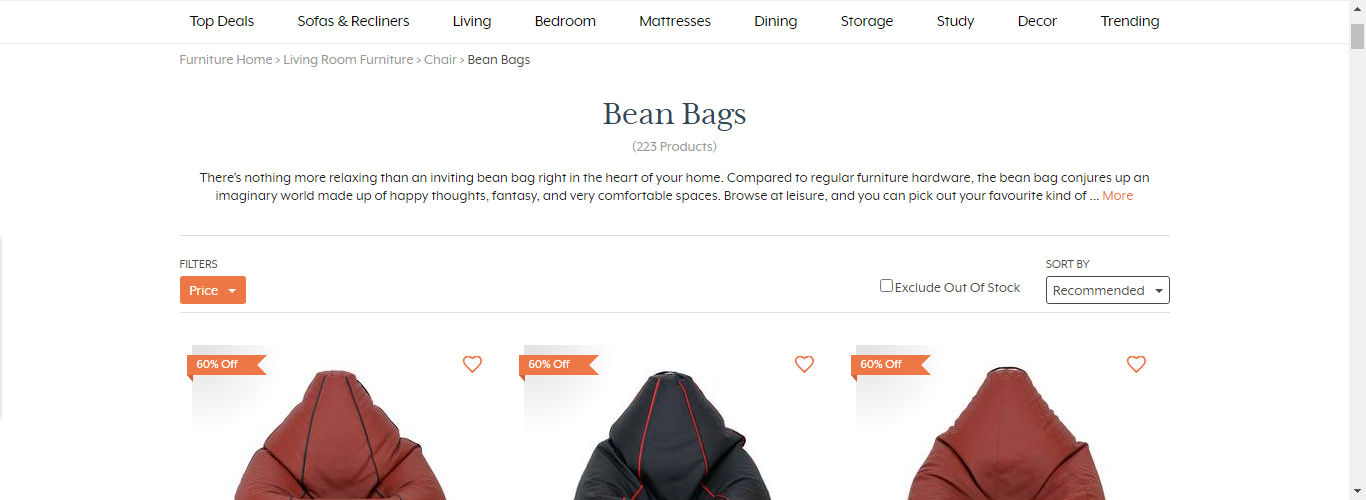 Top Deals Sofas & Recliners Living Bedroom Mattresses Dining Storage Study Decor Trending
Furniture Home > Living Room Furniture > Chair > Bean Bags
Bean Bags
(223 Products)
There's nothing more relaxing than an inviting bean bag right in the heart of your home. Compared to regular furniture hardware, the bean bag conjures up an
imaginary world made up of happy thoughts, fantasy, and very comfortable spaces. Browse at leisure, and you can pick out your favourite kind of ... More
FILTERS
Price
Exclude Out Of Stock
SORT BY
Recommended
60% Off
60% Off
60% Off